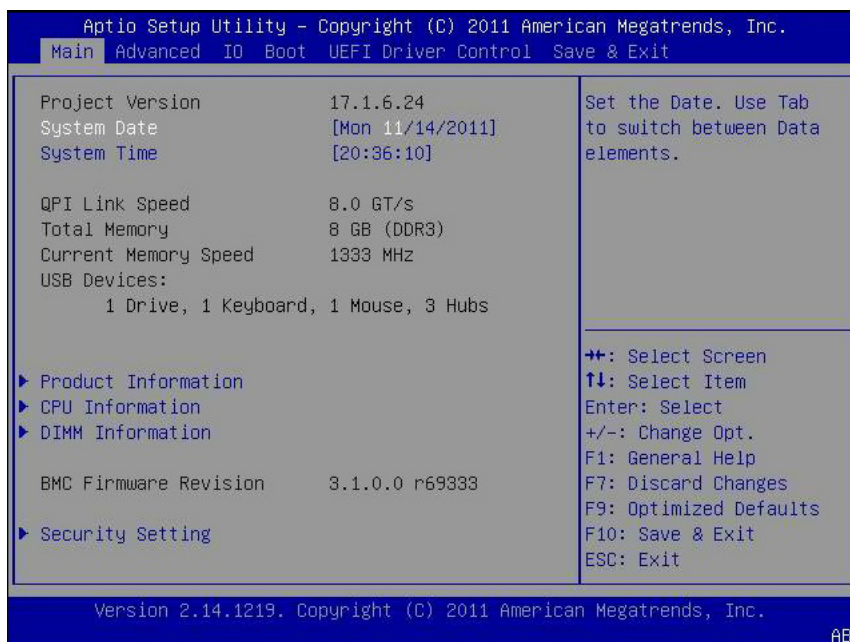 Aptio Setup Utility – Copyright (C) 2011 American Megatrends, Inc.
Main Advanced IO Boot UEFI Driver Control Save & Exit
Project Version 17.1.6.24
System Date [Mon 11/14/2011]
System Time [20:36:10]
QPI Link Speed 8.0 GT/s
Total Memory 8 GB (DDR3)
Current Memory Speed 1333 MHz
USB Devices:
1 Drive, 1 Keyboard, 1 Mouse, 3 Hubs
Product Information
CPU Information
DIMM Information
BMC Firmware Revision 3.1.0.0 r69333
Security Setting
Set the Date. Use Tab
to switch between Data
elements.
→←: Select Screen
↑↓: Select Item
Enter: Select
+/-: Change Opt.
F1: General Help
F7: Discard Changes
F9: Optimized Defaults
F10: Save & Exit
ESC: Exit
Version 2.14.1219. Copyright (C) 2011 American Megatrends, Inc.